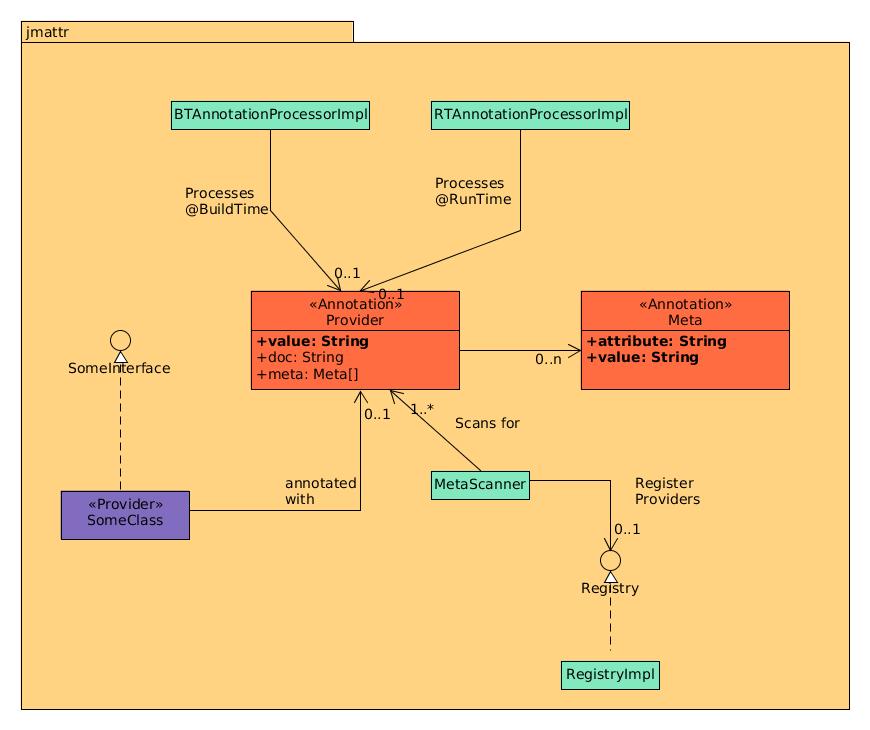 jmattr
BTAnnotationProcessorImpl
RTAnnotationProcessorImpl
Processes
@BuildTime
Processes
@RunTime
0..1
0..1
«Annotation»
Provider
+value: String
+doc: String
+meta: Meta[]
«Annotation»
Meta
+attribute: String
+value: String
0..n
SomeInterface
0..1
1..*
Scans for
annotated
with
MetaScanner
Register
Providers
«Provider»
SomeClass
0..1
Registry
RegistryImpl